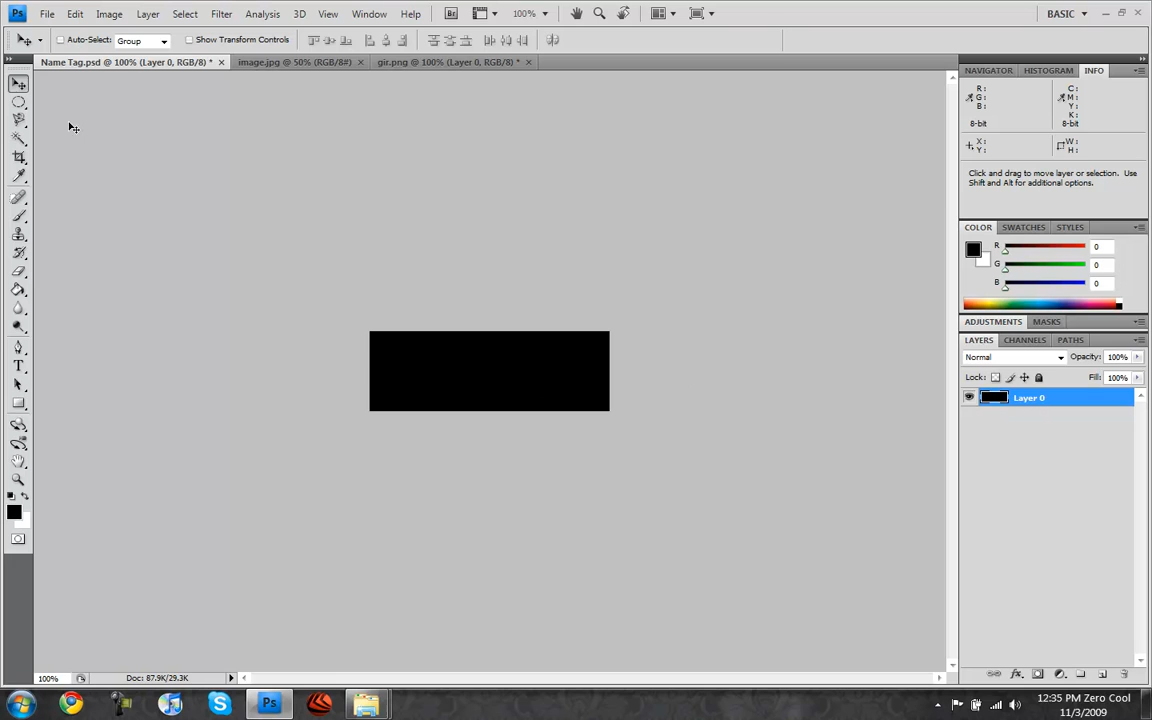 Ps File Edit Image Layer Select Filter Analysis 3D View Window Help Br 100% BASIC
Auto-Select: Group Show Transform Controls
Name Tag.psd @ 100% (Layer 0, RGB/8) * image.jpg @ 50% (RGB/8#) gir.png @ 100% (Layer 0, RGB/8) *
NAVIGATOR HISTOGRAM INFO
R: C:
G: M:
B: Y:
K:
8-bit 8-bit
X: W:
Y: H:
Click and drag to move layer or selection. Use
Shift and Alt for additional options.
COLOR SWATCHES STYLES
R 0
G 0
B 0
ADJUSTMENTS MASKS
LAYERS CHANNELS PATHS
Normal Opacity: 100%
Lock: Fill: 100%
Layer 0
T
100% Doc: 87.9K/29.3K
Ps 12:35 PM Zero Cool
11/3/2009